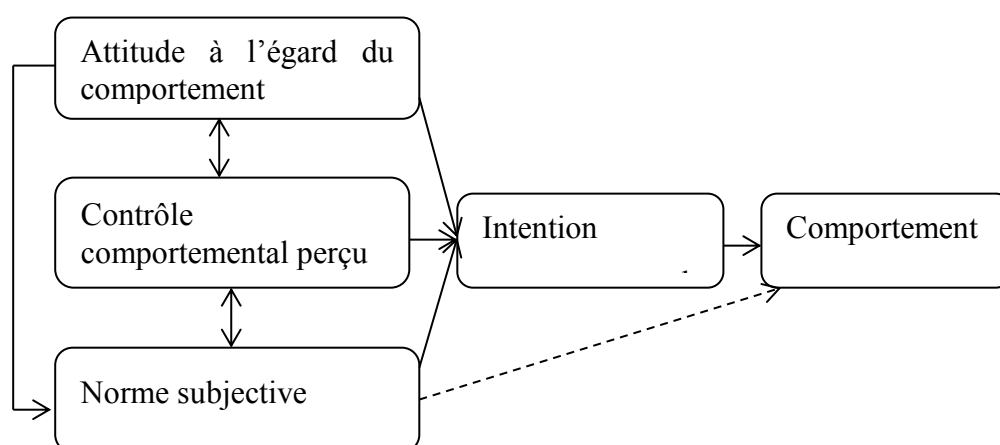 Attitude à l’égard du
comportement
Contrôle
comportemental perçu
Intention
Comportement
Norme subjective